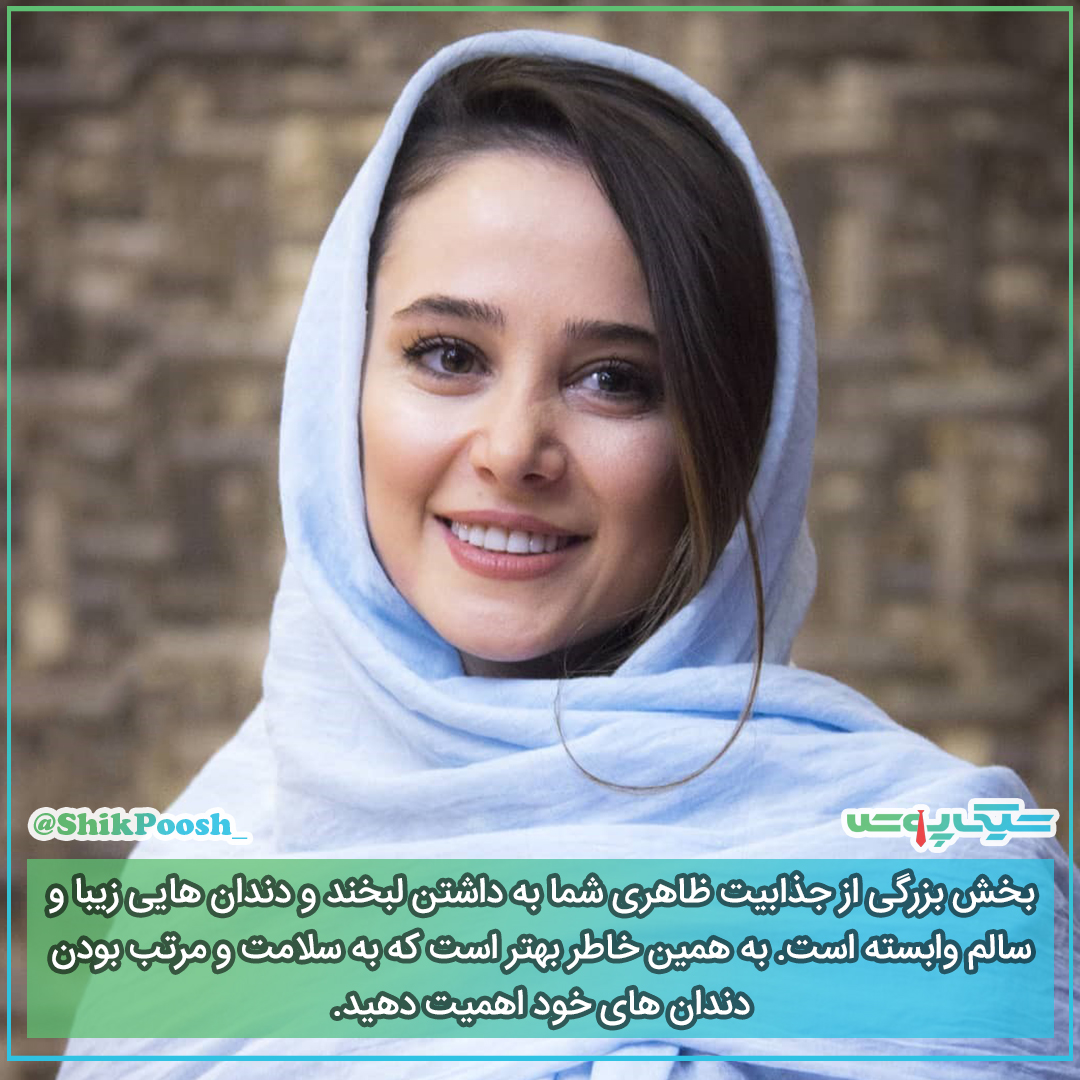 @ShikPoosh_
شیک‌پوش
بخش بزرگی از جذابیت ظاهری شما به داشتن لبخند و دندان هایی زیبا و
سالم وابسته است. به همین خاطر بهتر است که به سلامت و مرتب بودن
دندان های خود اهمیت دهید.